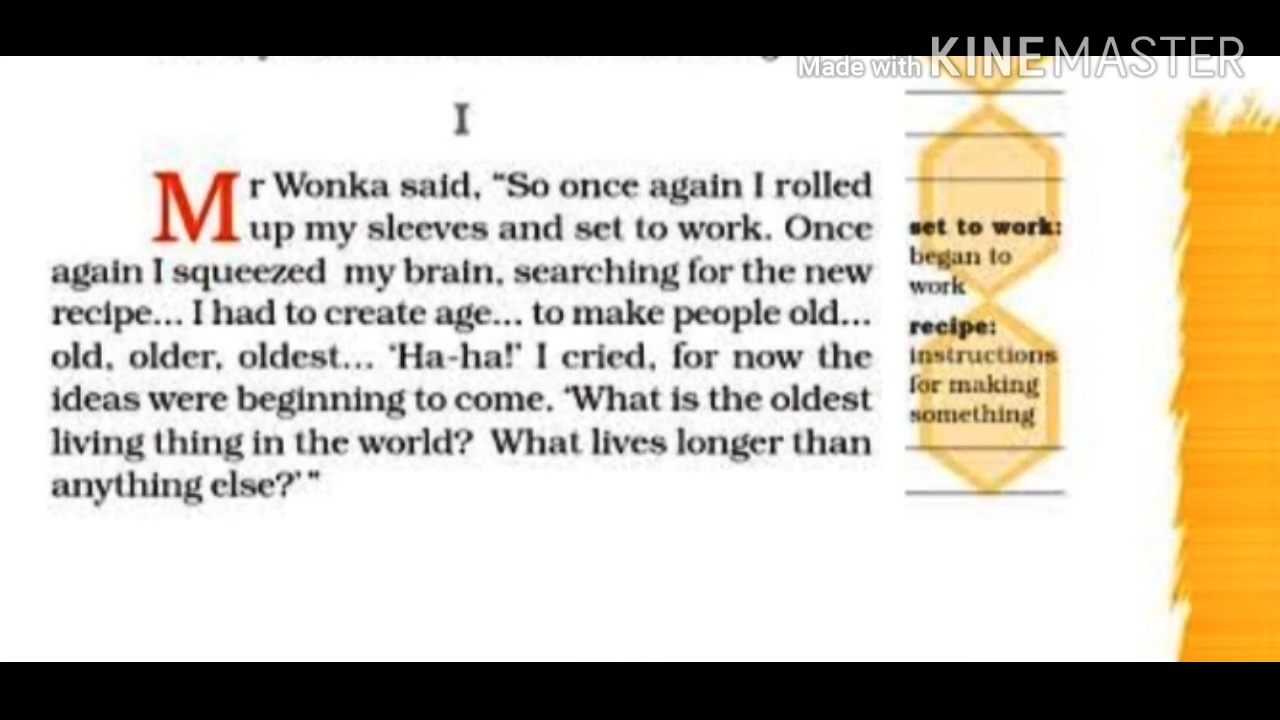 Made with KINEMASTER
I
Mr Wonka said, “So once again I rolled
up my sleeves and set to work. Once
again I squeezed my brain, searching for the new
recipe... I had to create age... to make people old...
old, older, oldest... ‘Ha-ha!’ I cried, for now the
ideas were beginning to come. ‘What is the oldest
living thing in the world? What lives longer than
anything else?’ ”
set to work:
began to
work
recipe:
instructions
for making
something